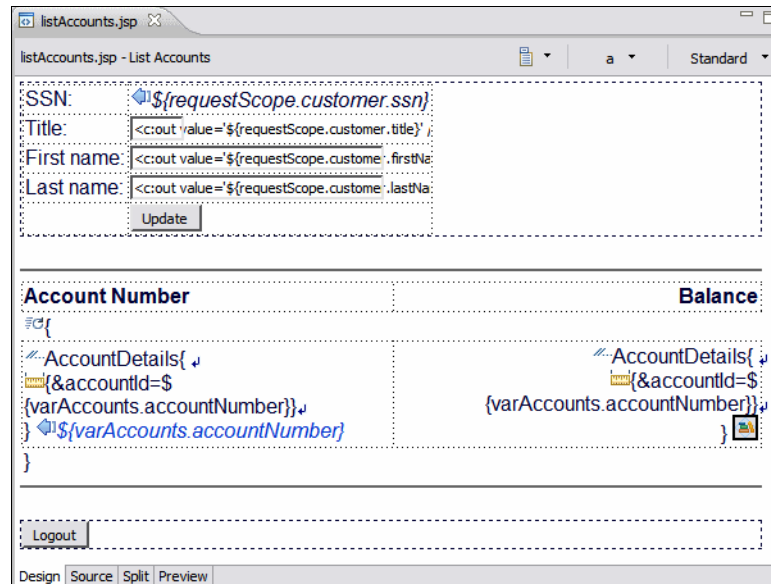 listAccounts.jsp
listAccounts.jsp - List Accounts a Standard
SSN: ${requestScope.customer.ssn}
Title: <c:out value='${requestScope.customer.title}' /
First name: <c:out value='${requestScope.customer.firstNa
Last name: <c:out value='${requestScope.customer.lastNa
Update
Account Number Balance
{
AccountDetails{ AccountDetails{
{&accountId=$ {&accountId=$
{varAccounts.accountNumber}} {varAccounts.accountNumber}}
} ${varAccounts.accountNumber} }
}
Logout
Design Source Split Preview